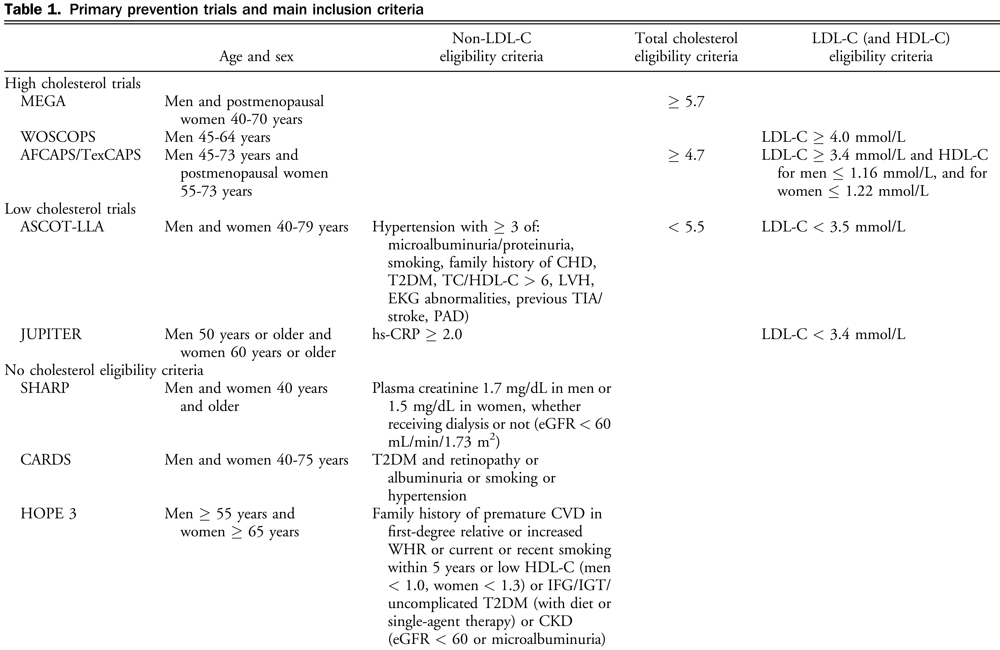 Table 1. Primary prevention trials and main inclusion criteria
Non-LDL-C Total cholesterol LDL-C (and HDL-C)
Age and sex eligibility criteria eligibility criteria eligibility criteria
High cholesterol trials
MEGA Men and postmenopausal ≥ 5.7
women 40-70 years
WOSCOPS Men 45-64 years LDL-C ≥ 4.0 mmol/L
AFCAPS/TexCAPS Men 45-73 years and ≥ 4.7 LDL-C ≥ 3.4 mmol/L and HDL-C
postmenopausal women for men ≤ 1.16 mmol/L, and for
55-73 years women ≤ 1.22 mmol/L
Low cholesterol trials
ASCOT-LLA Men and women 40-79 years Hypertension with ≥ 3 of: < 5.5 LDL-C < 3.5 mmol/L
microalbuminuria/proteinuria,
smoking, family history of CHD,
T2DM, TC/HDL-C > 6, LVH,
EKG abnormalities, previous TIA/
stroke, PAD)
JUPITER Men 50 years or older and hs-CRP ≥ 2.0 LDL-C < 3.4 mmol/L
women 60 years or older
No cholesterol eligibility criteria
SHARP Men and women 40 years Plasma creatinine 1.7 mg/dL in men or
and older 1.5 mg/dL in women, whether
receiving dialysis or not (eGFR < 60
mL/min/1.73 m²)
CARDS Men and women 40-75 years T2DM and retinopathy or
albuminuria or smoking or
hypertension
HOPE 3 Men ≥ 55 years and Family history of premature CVD in
women ≥ 65 years first-degree relative or increased
WHR or current or recent smoking
within 5 years or low HDL-C (men
< 1.0, women < 1.3) or IFG/IGT/
uncomplicated T2DM (with diet or
single-agent therapy) or CKD
(eGFR < 60 or microalbuminuria)